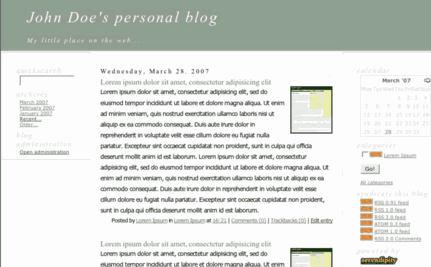 John Doe's personal blog
My little place on the web...
quicksearch
archives
March 2007
February 2007
January 2007
Recent...
Older...
blog
administration
Open administration
Wednesday, March 28. 2007
Lorem ipsum dolor sit amet, consectetur adipisicing elit
Lorem ipsum dolor sit amet, consectetur adipisicing elit, sed do
eiusmod tempor incididunt ut labore et dolore magna aliqua. Ut enim
ad minim veniam, quis nostrud exercitation ullamco laboris nisi ut
aliquip ex ea commodo consequat. Duis aute irure dolor in
reprehenderit in voluptate velit esse cillum dolore eu fugiat nulla
pariatur. Excepteur sint occaecat cupidatat non proident, sunt in culpa qui officia
deserunt mollit anim id est laborum. Lorem ipsum dolor sit amet, consectetur
adipisicing elit, sed do eiusmod tempor incididunt ut labore et dolore magna aliqua. Ut
enim ad minim veniam, quis nostrud exercitation ullamco laboris nisi ut aliquip ex ea
commodo consequat. Duis aute irure dolor in reprehenderit in voluptate velit esse
cillum dolore eu fugiat nulla pariatur. Excepteur sint occaecat cupidatat non proident,
sunt in culpa qui officia deserunt mollit anim id est laborum.
Posted by Lorem Ipsum in Lorem Ipsum at 16:21 | Comments (0) | Trackbacks (0) | Edit entry
Lorem ipsum dolor sit amet, consectetur adipisicing elit
Lorem ipsum dolor sit amet, consectetur adipisicing elit, sed do
calendar
March '07
categories
Lorem Ipsum
Go!
All categories
syndicate this blog
RSS 0.91 feed
RSS 1.0 feed
RSS 2.0 feed
ATOM 0.3 feed
ATOM 1.0 feed
RSS 2.0 Comments
powered by
serendipity